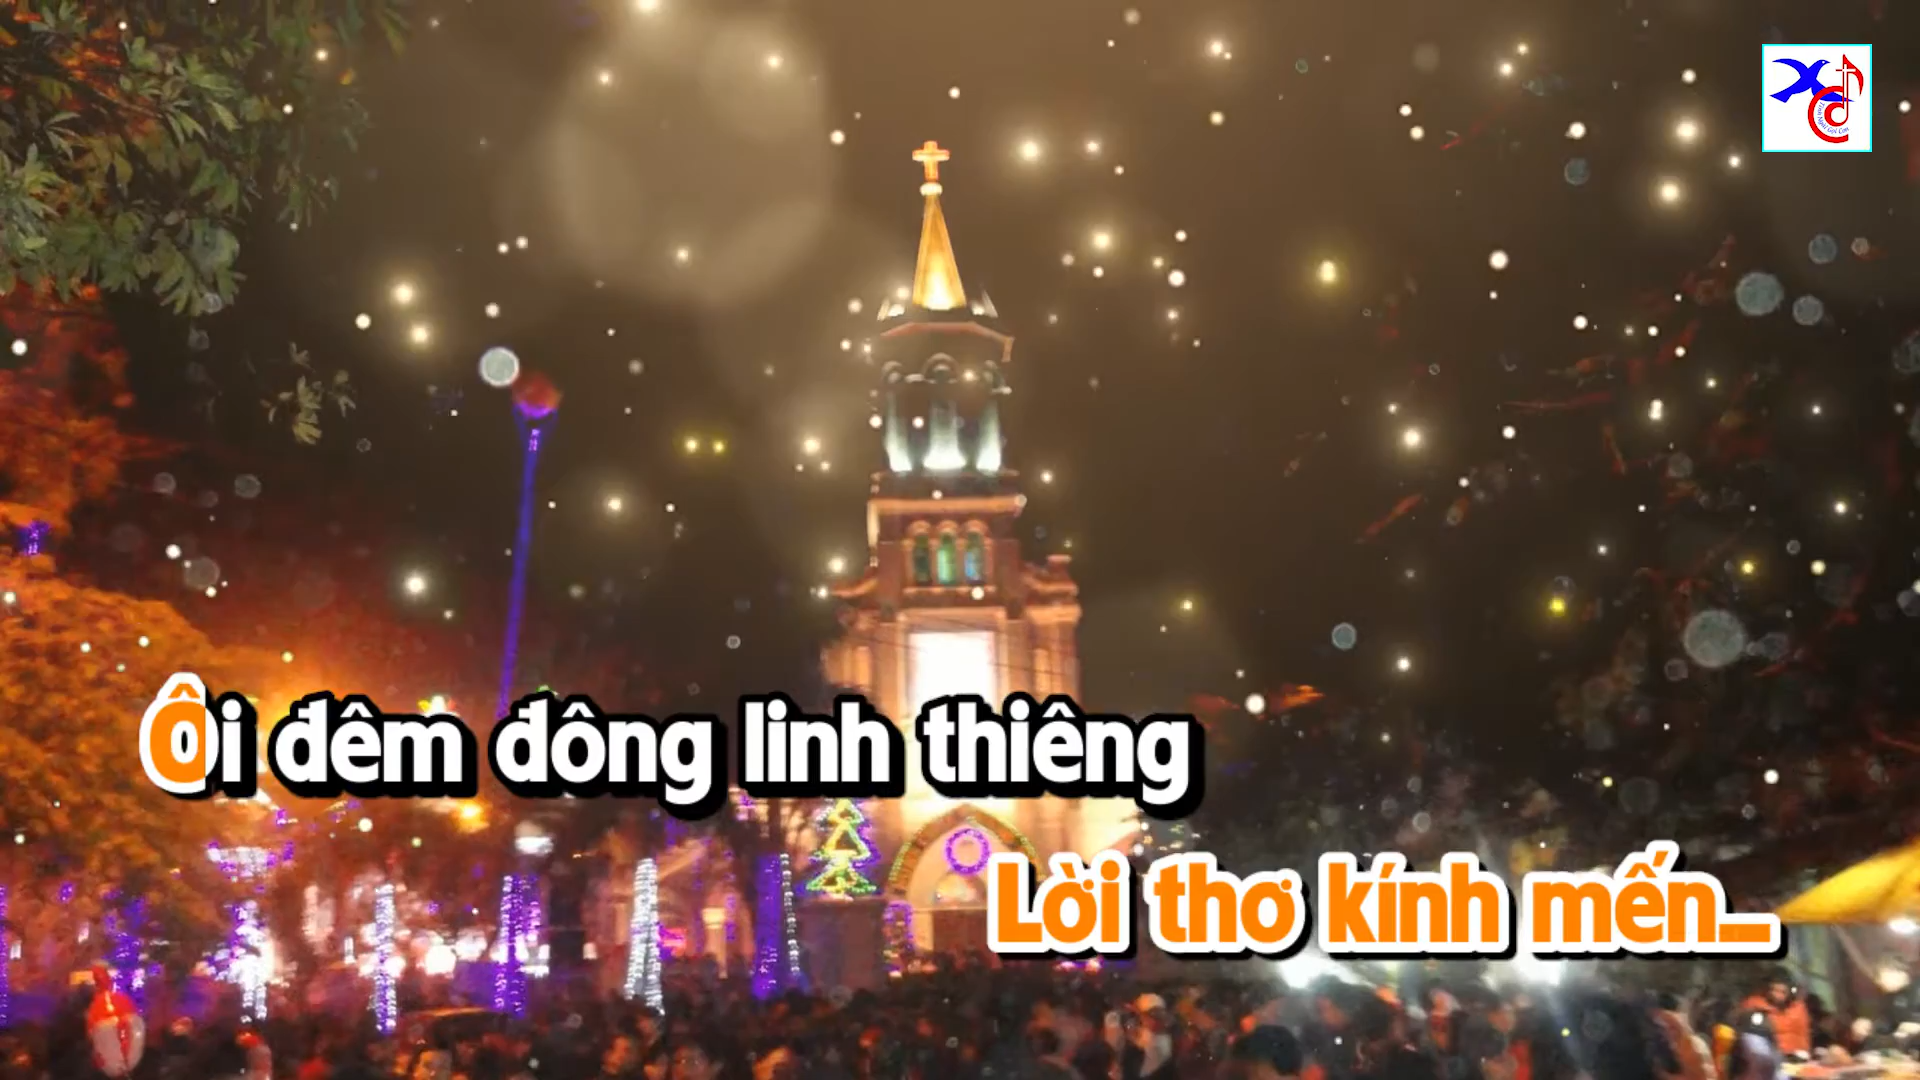 Ôi đêm đông linh thiêng
Lời thơ kính mến...